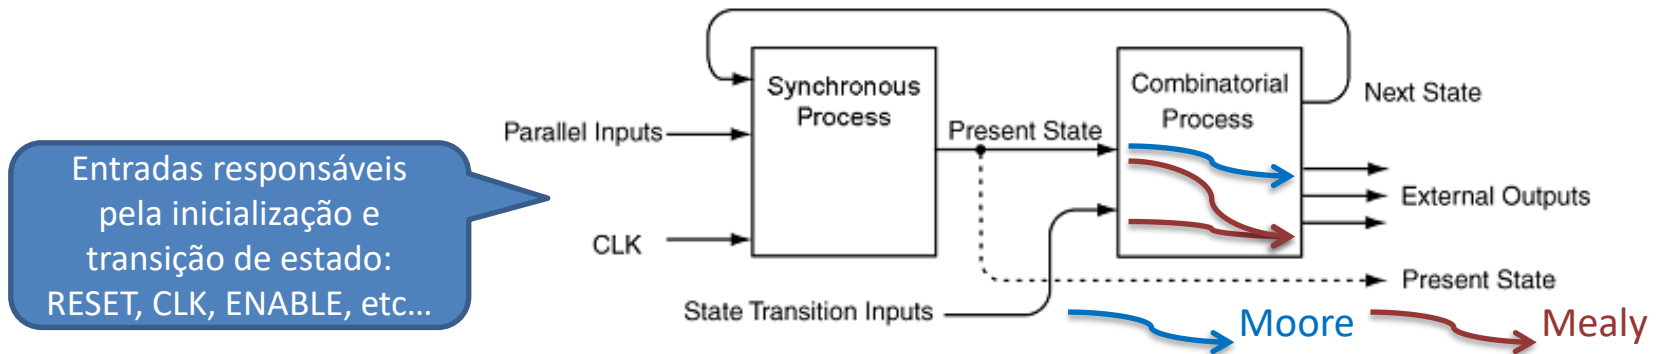 Entradas responsáveis
pela inicialização e
transição de estado:
RESET, CLK, ENABLE, etc…
Parallel Inputs
CLK
State Transition Inputs
Synchronous
Process
Present State
Combinatorial
Process
Next State
External Outputs
Present State
Moore
Mealy